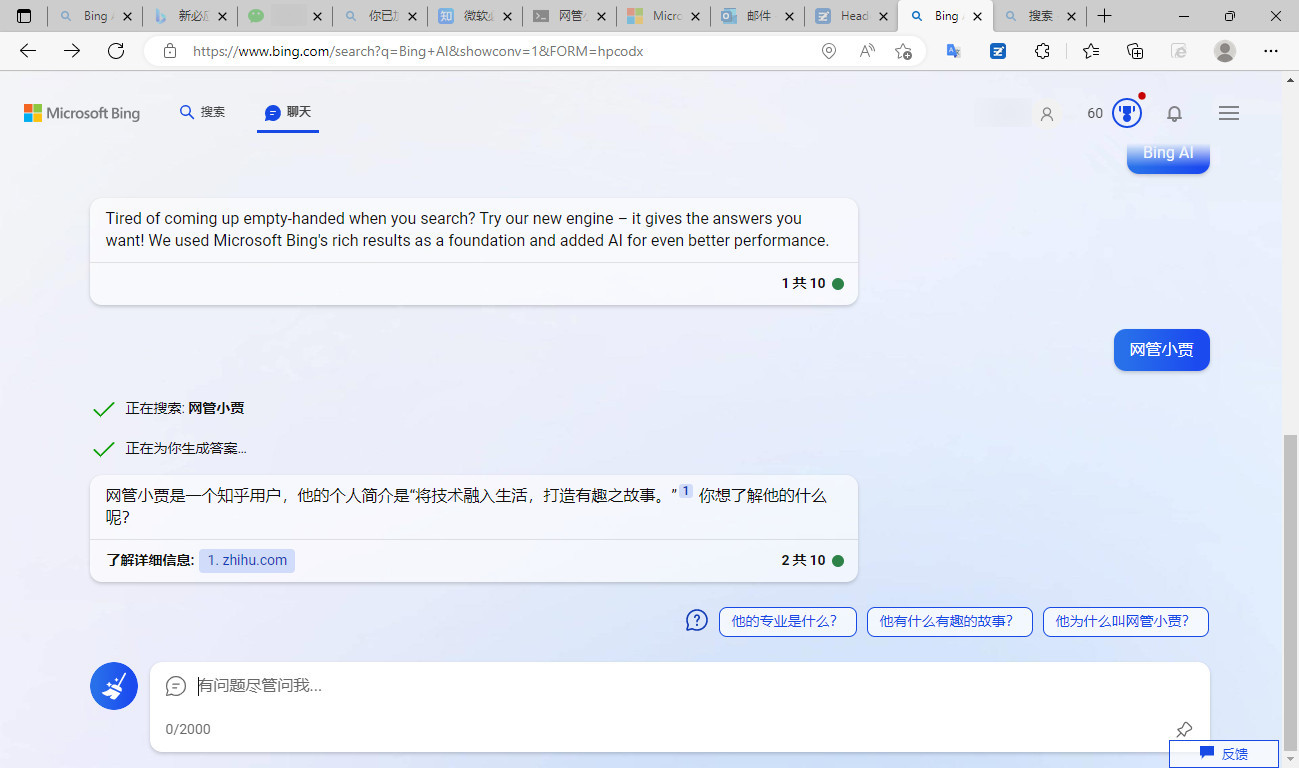 Bing
新必应
你已加
知 微软必
网管小
Micro
邮件
Head
Bing
搜索
https://www.bing.com/search?q=Bing+AI&showconv=1&FORM=hpcodx
Microsoft Bing
搜索
聊天
60
Bing AI
Tired of coming up empty-handed when you search? Try our new engine – it gives the answers you
want! We used Microsoft Bing's rich results as a foundation and added AI for even better performance.
1 共 10
网管小贾
正在搜索: 网管小贾
正在为你生成答案...
网管小贾是一个知乎用户，他的个人简介是“将技术融入生活，打造有趣之故事。” 1 你想了解他的什么
呢？
了解详细信息: 1. zhihu.com
2 共 10
他的专业是什么？
他有什么有趣的故事？
他为什么叫网管小贾？
有问题尽管问我...
0/2000
反馈